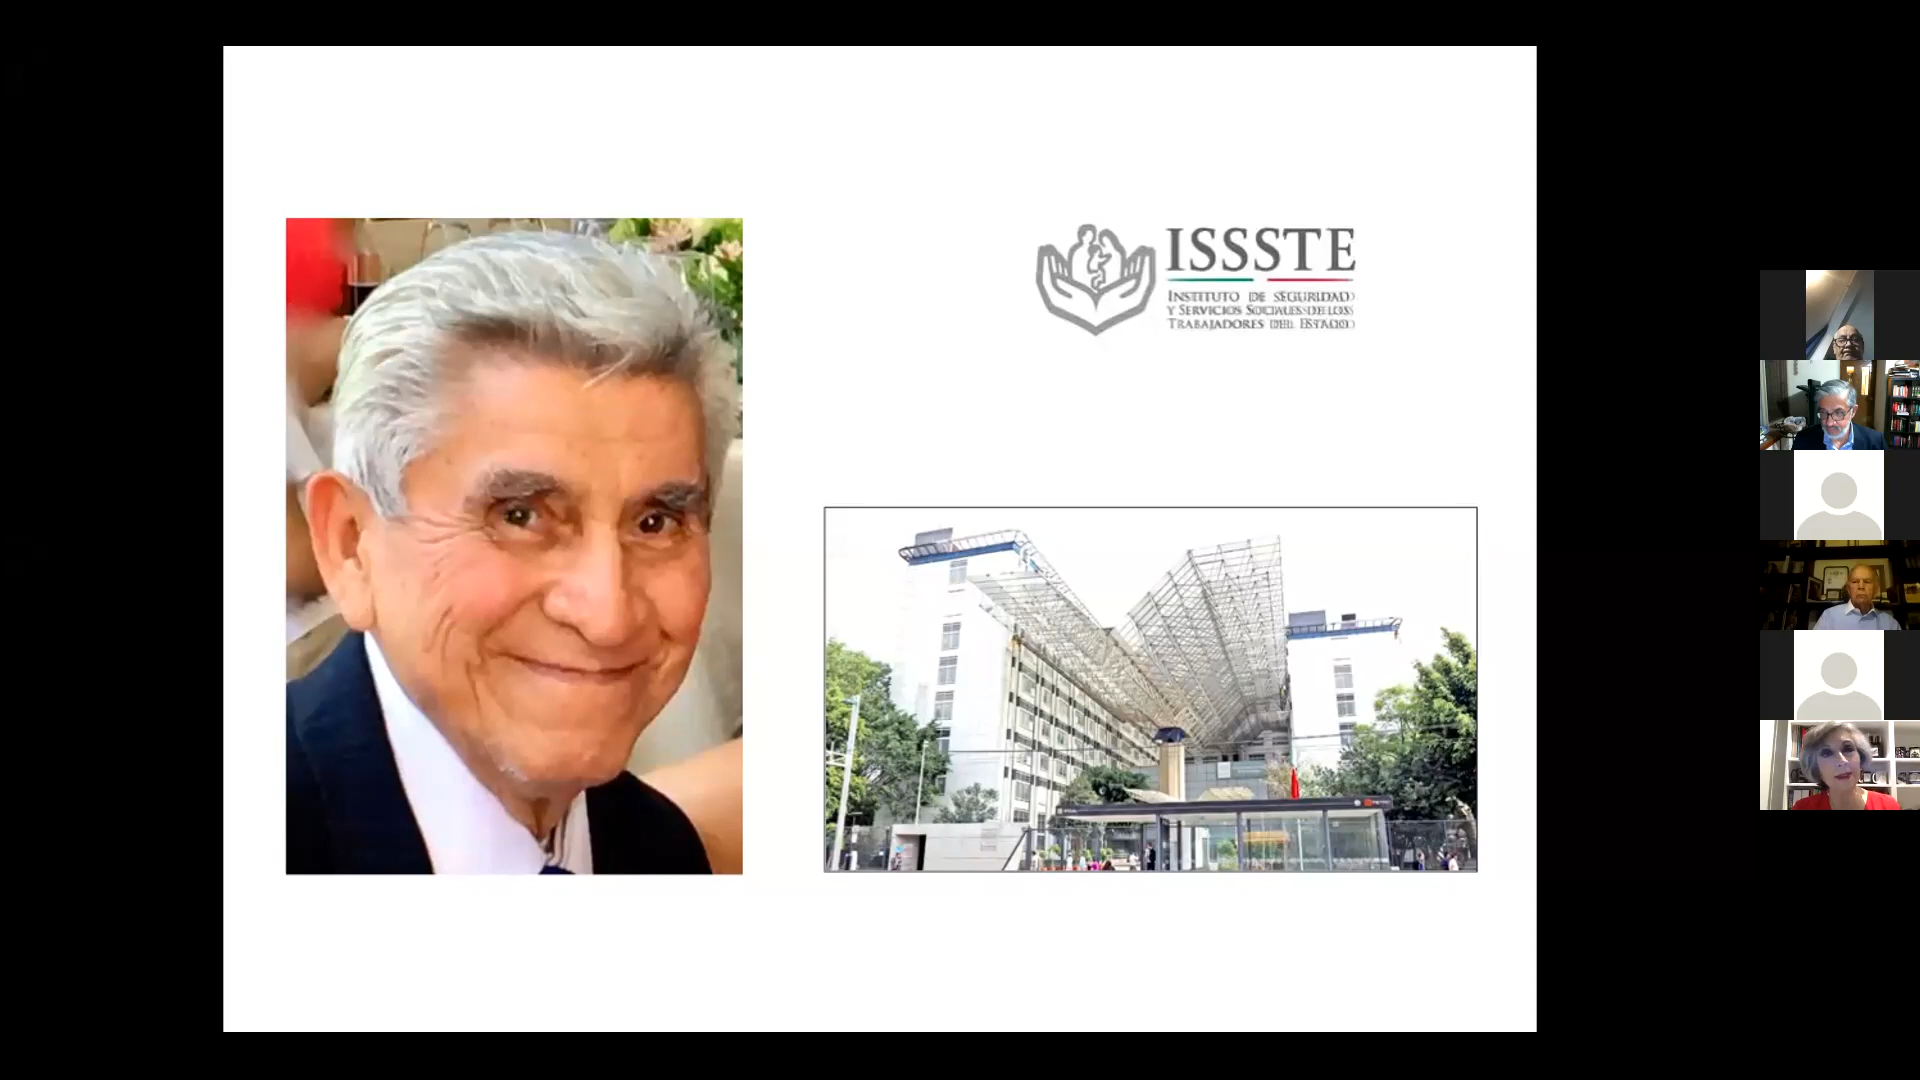 ISSSTE
INSTITUTO DE SEGURIDAD
Y SERVICIOS SOCIALES DE LOS
TRABAJADORES DEL ESTADO